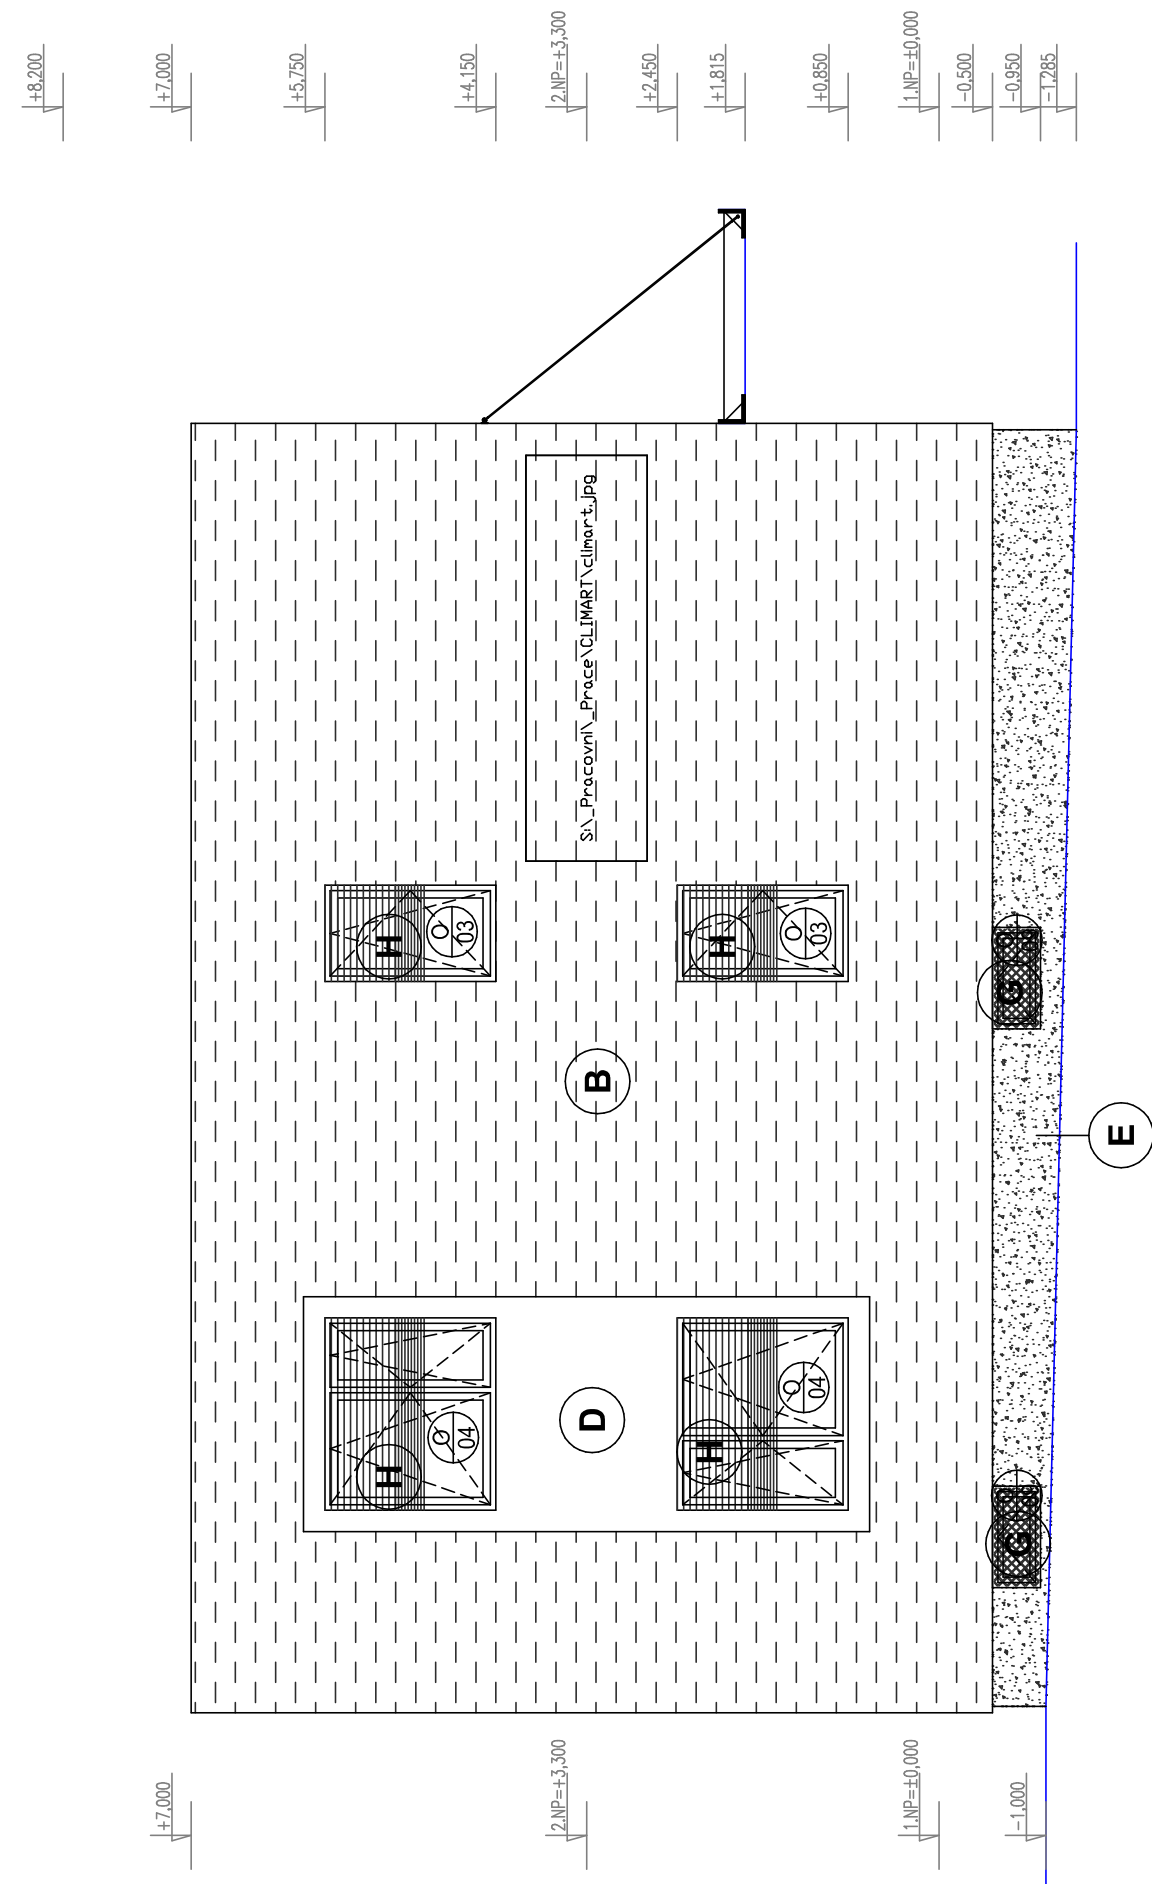 +8,200
+7,000
+5,750
+4,150
2.NP=+3,300
+2,450
+1,815
+0,850
1.NP=±0,000
-0,500
-0,950
-1,285
S:\_Pracovni\_Prace\CLIMART\climart.jpg
H
O
03
H
O
03
G
B
E
H
O
04
D
H
O
04
G
+7,000
2.NP=+3,300
1.NP=±0,000
-1,000